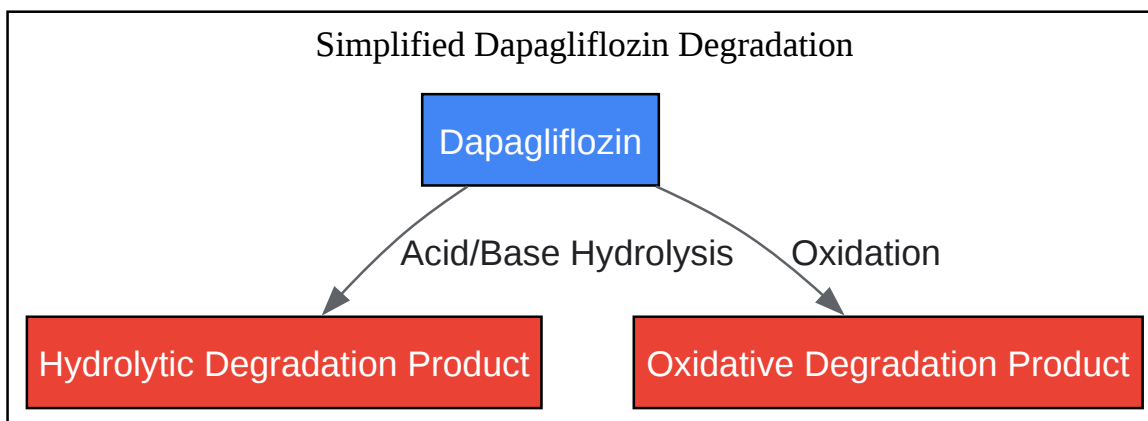 Simplified Dapagliflozin Degradation
Dapagliflozin
Acid/Base Hydrolysis
Oxidation
Hydrolytic Degradation Product
Oxidative Degradation Product